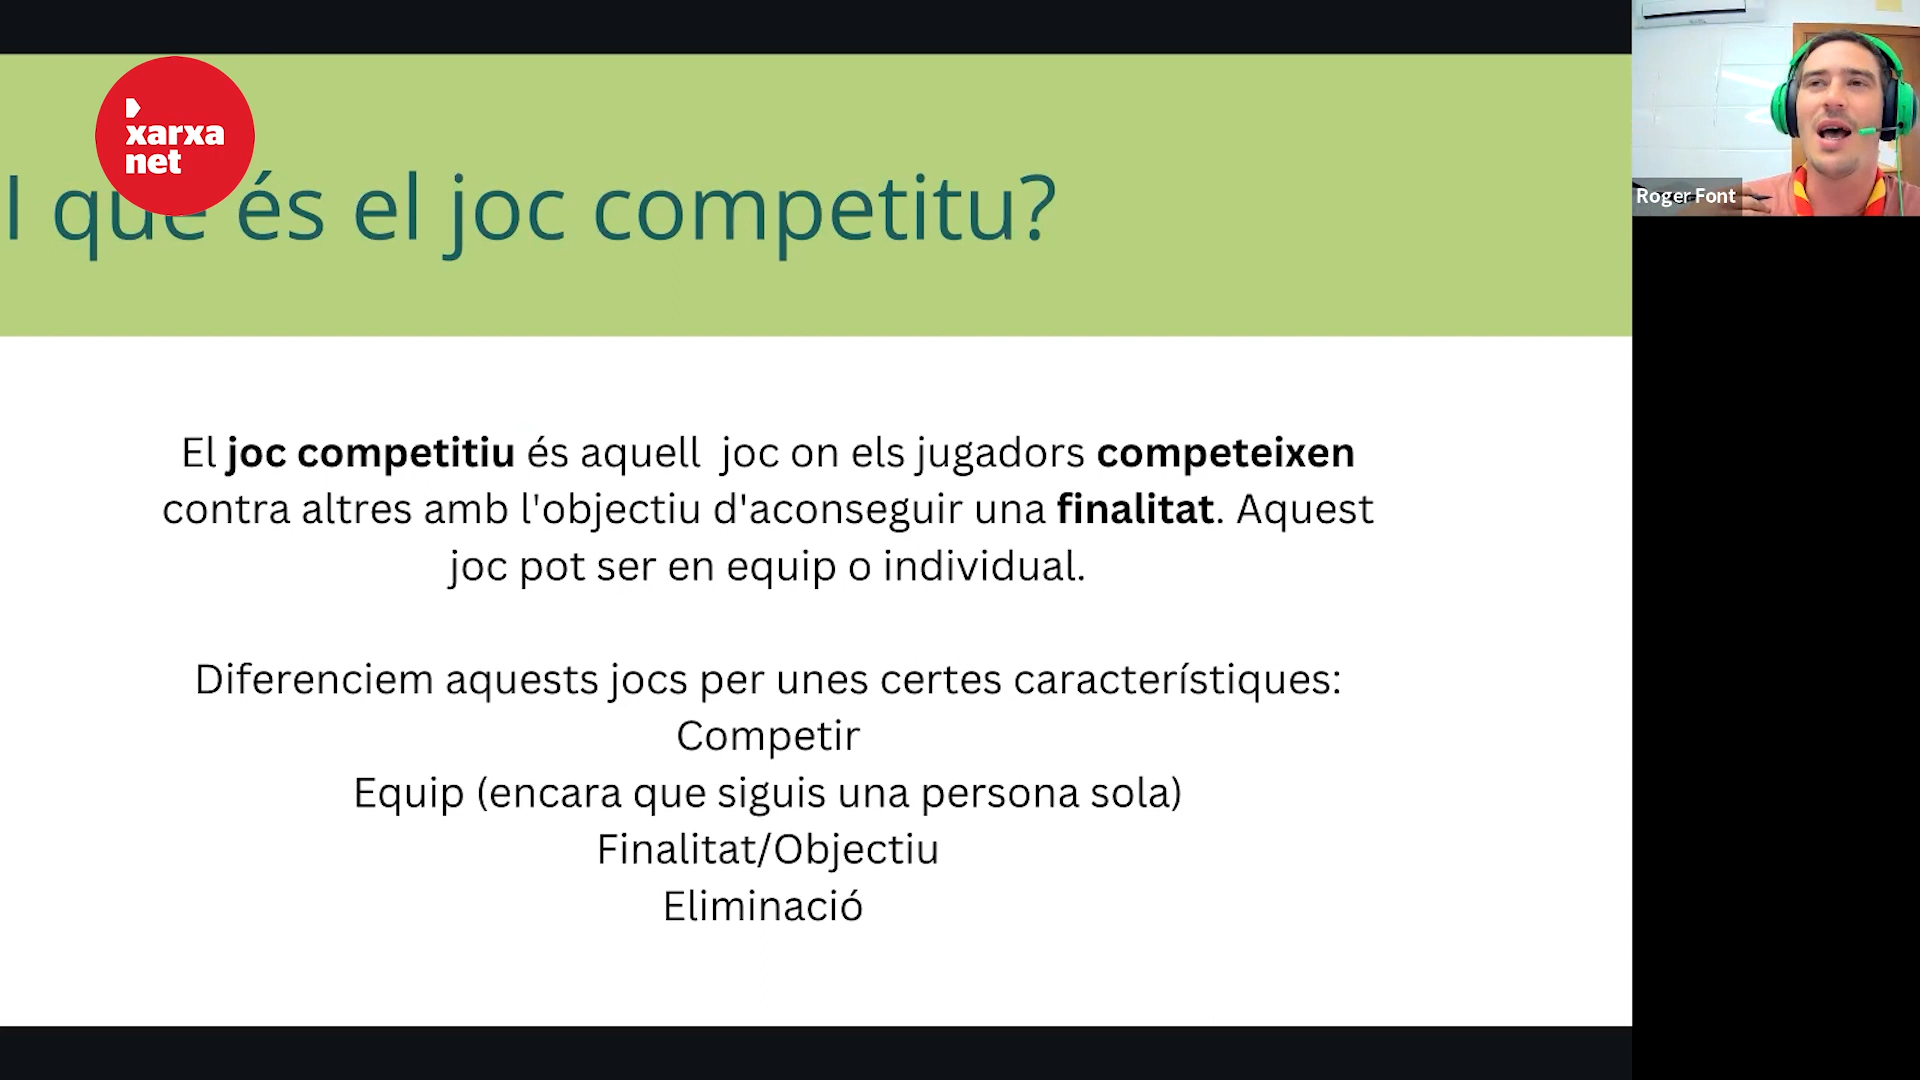 xarxa
net
I què és el joc competitu?
Roger Font
El joc competitiu és aquell joc on els jugadors competeixen
contra altres amb l'objectiu d'aconseguir una finalitat. Aquest
joc pot ser en equip o individual.
Diferenciem aquests jocs per unes certes característiques:
Competir
Equip (encara que siguis una persona sola)
Finalitat/Objectiu
Eliminació